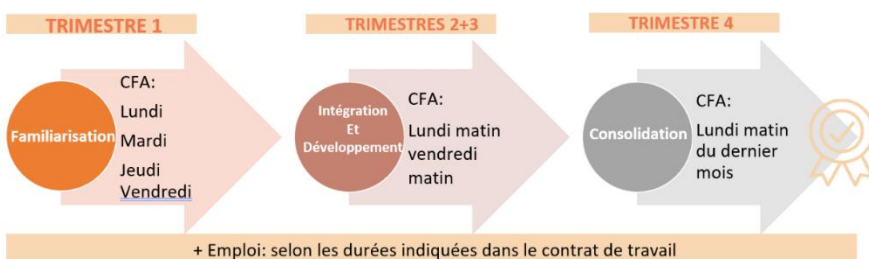 TRIMESTRE 1
Familiarisation
CFA:
Lundi
Mardi
Jeudi
Vendredi
TRIMESTRES 2+3
Intégration
Et
Développement
CFA:
Lundi matin
vendredi
matin
TRIMESTRE 4
Consolidation
CFA:
Lundi matin
du dernier
mois
+ Emploi: selon les durées indiquées dans le contrat de travail